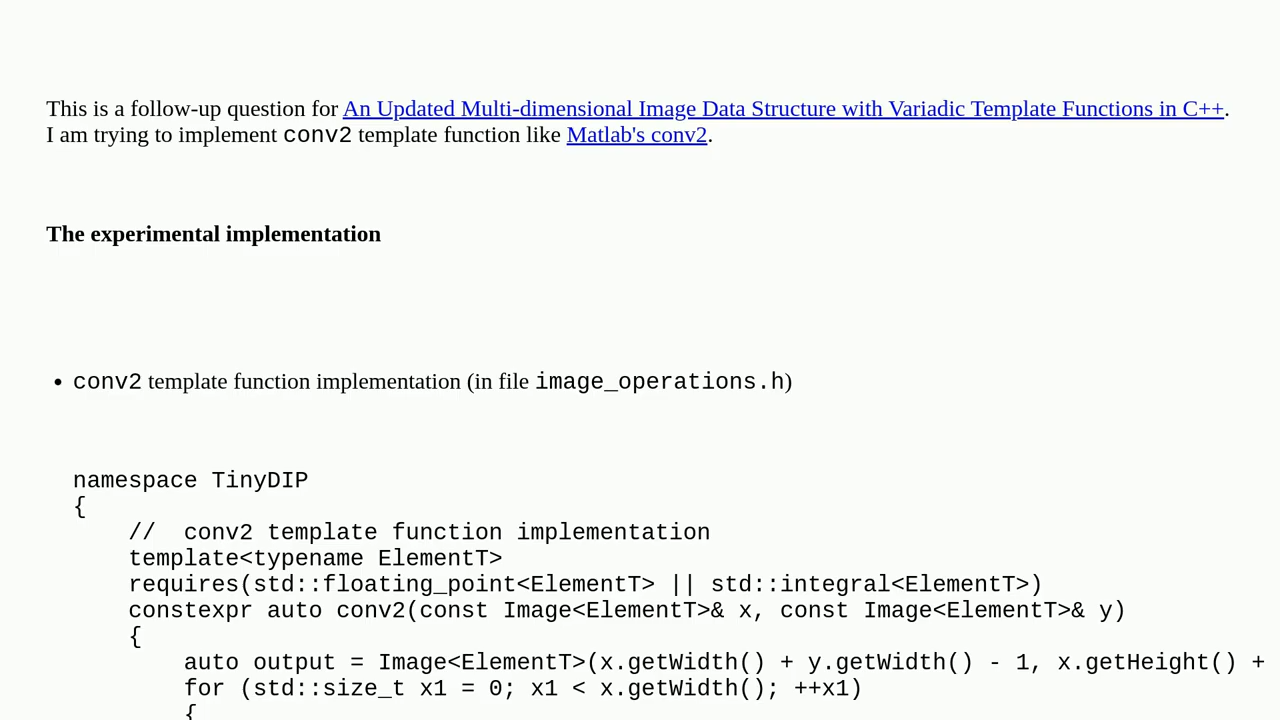 This is a follow-up question for An Updated Multi-dimensional Image Data Structure with Variadic Template Functions in C++.
I am trying to implement conv2 template function like Matlab's conv2.
The experimental implementation
• conv2 template function implementation (in file image_operations.h)
namespace TinyDIP
{
    //  conv2 template function implementation
    template<typename ElementT>
    requires(std::floating_point<ElementT> || std::integral<ElementT>)
    constexpr auto conv2(const Image<ElementT>& x, const Image<ElementT>& y)
    {
        auto output = Image<ElementT>(x.getWidth() + y.getWidth() - 1, x.getHeight() +
        for (std::size_t x1 = 0; x1 < x.getWidth(); ++x1)
        {